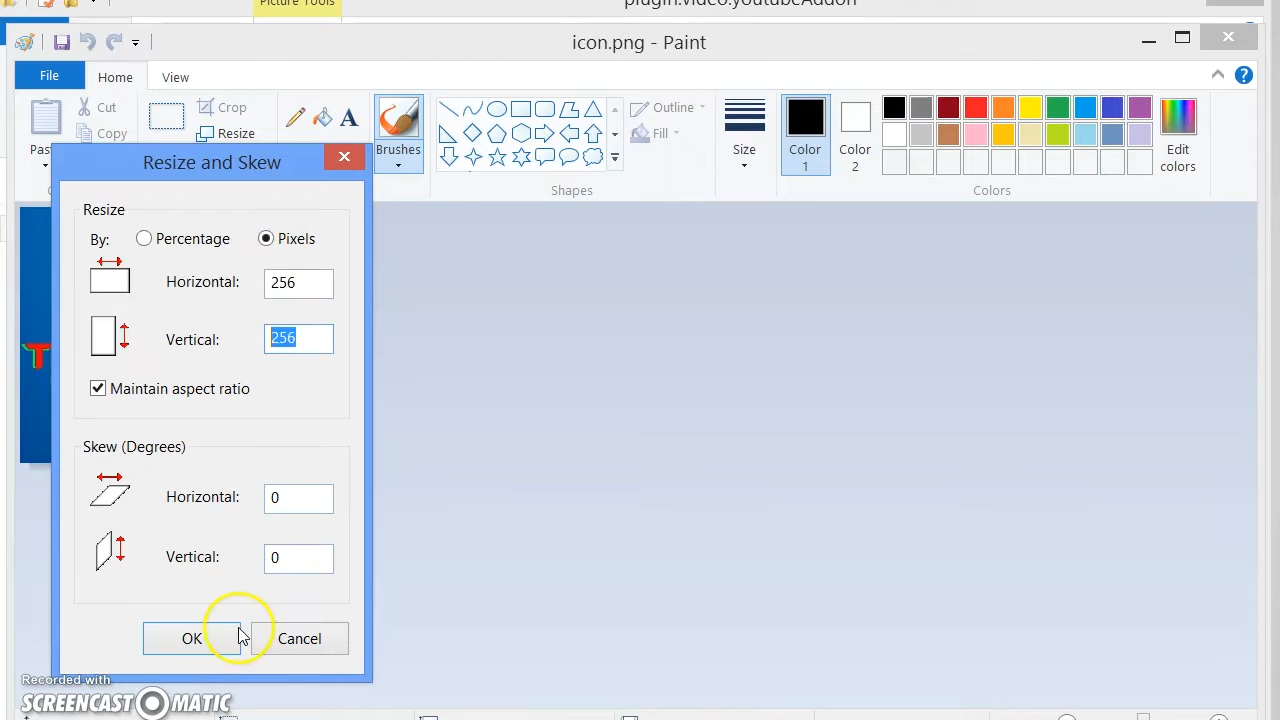 Picture Tools
plugin.video.youtubeAddon
icon.png - Paint
File
Home
View
Cut
Copy
Crop
Resize
Brushes
Shapes
Outline
Fill
Size
Color
1
Color
2
Edit
colors
Colors
Resize and Skew
Resize
By:
Percentage
Pixels
Horizontal:
256
Vertical:
256
Maintain aspect ratio
Skew (Degrees)
Horizontal:
0
Vertical:
0
OK
Cancel
Recorded with
SCREENCAST MATIC